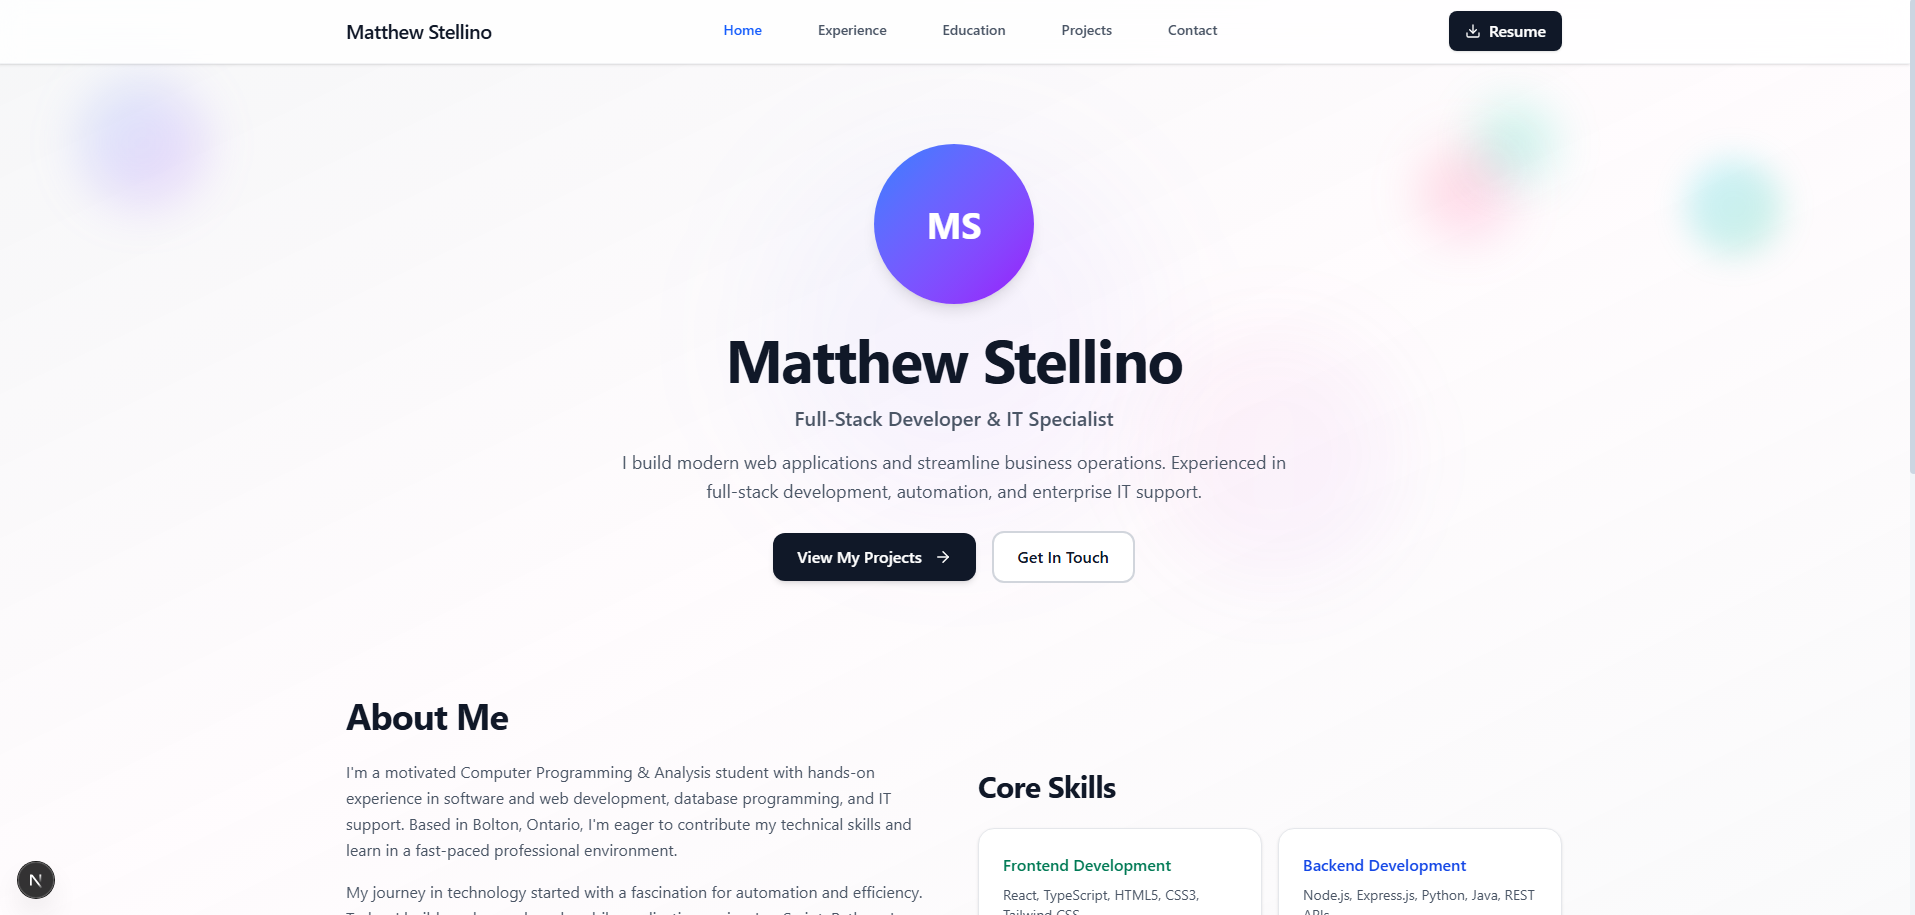 Matthew Stellino
Home
Experience
Education
Projects
Contact
Resume
MS
Matthew Stellino
Full-Stack Developer & IT Specialist
I build modern web applications and streamline business operations. Experienced in
full-stack development, automation, and enterprise IT support.
View My Projects
Get In Touch
About Me
I'm a motivated Computer Programming & Analysis student with hands-on
experience in software and web development, database programming, and IT
support. Based in Bolton, Ontario, I'm eager to contribute my technical skills and
learn in a fast-paced professional environment.
My journey in technology started with a fascination for automation and efficiency.
Core Skills
Frontend Development
React, TypeScript, HTML5, CSS3,
Tailwind CSS
Backend Development
Node.js, Express.js, Python, Java, REST
APIs
N